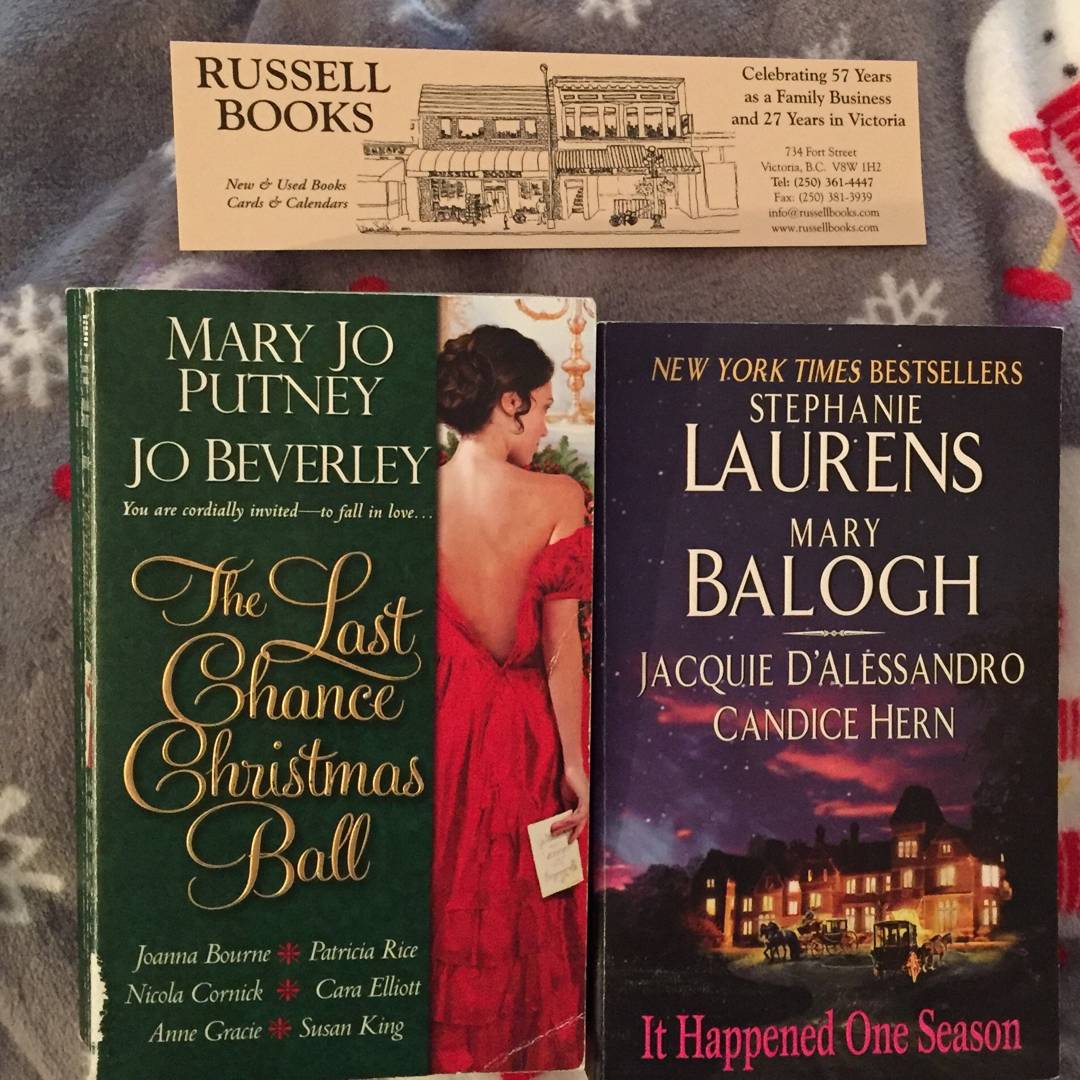 RUSSELL
BOOKS
New & Used Books
Cards & Calendars
RUSSELL BOOKS
Celebrating 57 Years
as a Family Business
and 27 Years in Victoria
734 Fort Street
Victoria, B.C. V8W 1H2
Tel: (250) 361-4447
Fax: (250) 381-3939
info@russellbooks.com
www.russellbooks.com
MARY JO
PUTNEY
JO BEVERLEY
You are cordially invited—to fall in love...
The Last
Chance
Christmas
Ball
Joanna Bourne Patricia Rice
Nicola Cornick Cara Elliott
Anne Gracie Susan King
NEW YORK TIMES BESTSELLERS
STEPHANIE
LAURENS
MARY
BALOGH
JACQUIE D'ALESSANDRO
CANDICE HERN
It Happened One Season